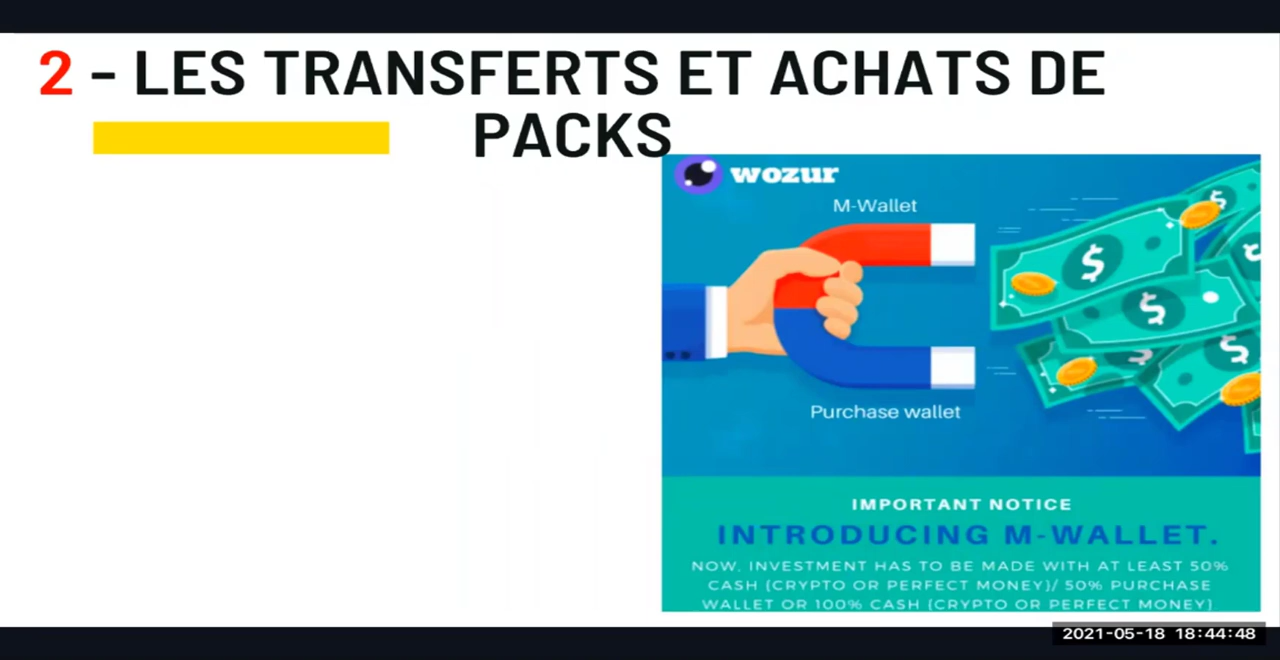 2 - LES TRANSFERTS ET ACHATS DE
PACKS
wozur
M-Wallet
Purchase wallet
IMPORTANT NOTICE
INTRODUCING M-WALLET.
NOW, INVESTMENT HAS TO BE MADE WITH AT LEAST 50%
CASH (CRYPTO OR PERFECT MONEY)/ 50% PURCHASE
WALLET OR 100% CASH (CRYPTO OR PERFECT MONEY)
2021-05-18 18:44:48